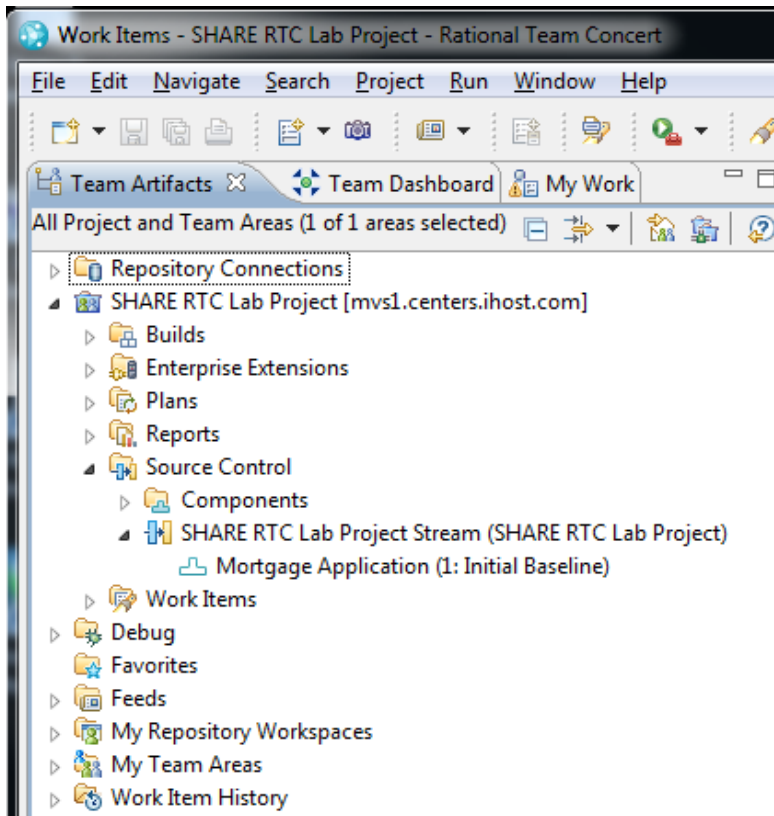 Work Items - SHARE RTC Lab Project - Rational Team Concert
File Edit Navigate Search Project Run Window Help
Team Artifacts Team Dashboard My Work
All Project and Team Areas (1 of 1 areas selected)
Repository Connections
SHARE RTC Lab Project [mvs1.centers.ihost.com]
Builds
Enterprise Extensions
Plans
Reports
Source Control
Components
SHARE RTC Lab Project Stream (SHARE RTC Lab Project)
Mortgage Application (1: Initial Baseline)
Work Items
Debug
Favorites
Feeds
My Repository Workspaces
My Team Areas
Work Item History